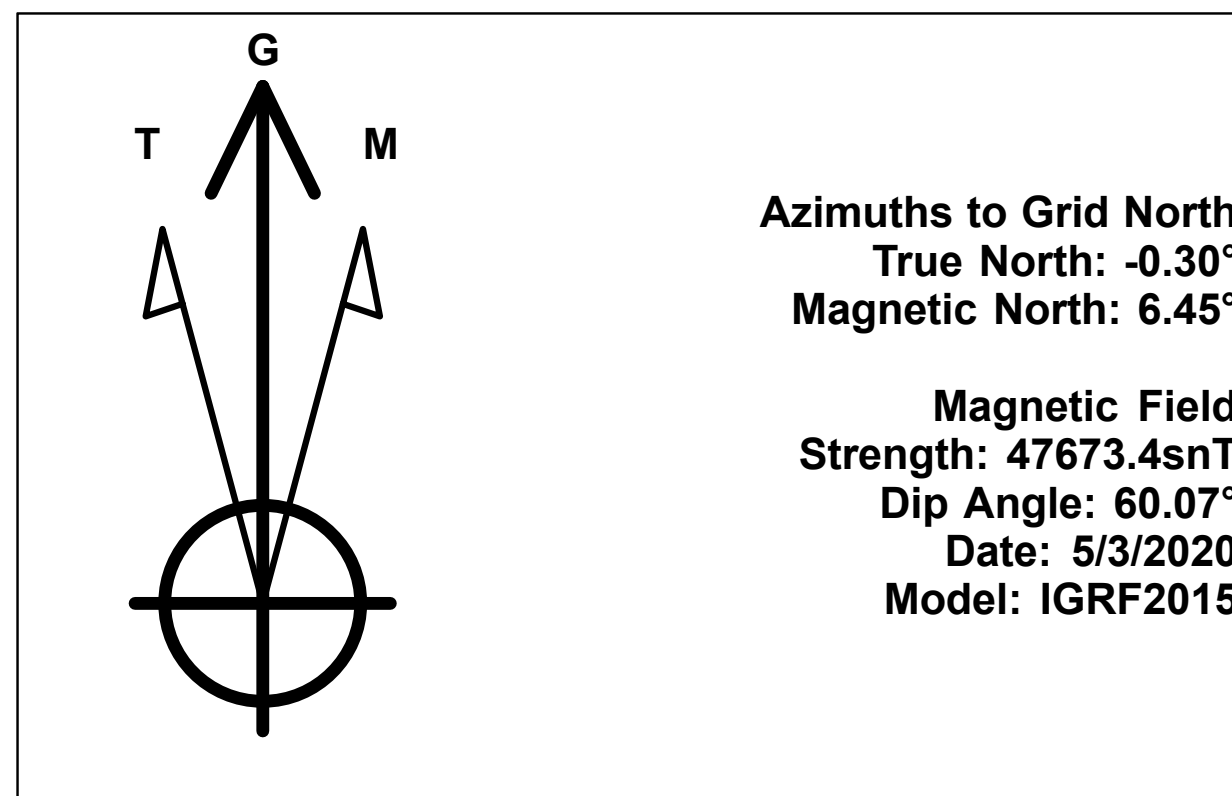 G
T M
Azimuths to Grid North
True North: -0.30°
Magnetic North: 6.45°
Magnetic Field
Strength: 47673.4snT
Dip Angle: 60.07°
Date: 5/3/2020
Model: IGRF2015